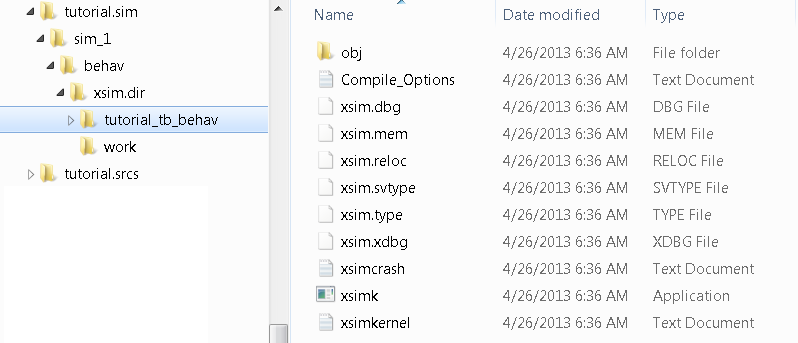 tutorial.sim
sim_1
behav
xsim.dir
tutorial_tb_behav
work
tutorial.srcs
Name Date modified Type
obj 4/26/2013 6:36 AM File folder
Compile_Options 4/26/2013 6:36 AM Text Document
xsim.dbg 4/26/2013 6:36 AM DBG File
xsim.mem 4/26/2013 6:36 AM MEM File
xsim.reloc 4/26/2013 6:36 AM RELOC File
xsim.svtype 4/26/2013 6:36 AM SVTYPE File
xsim.type 4/26/2013 6:36 AM TYPE File
xsim.xdbg 4/26/2013 6:36 AM XDBG File
xsimcrash 4/26/2013 6:36 AM Text Document
xsimk 4/26/2013 6:36 AM Application
xsimkernel 4/26/2013 6:36 AM Text Document